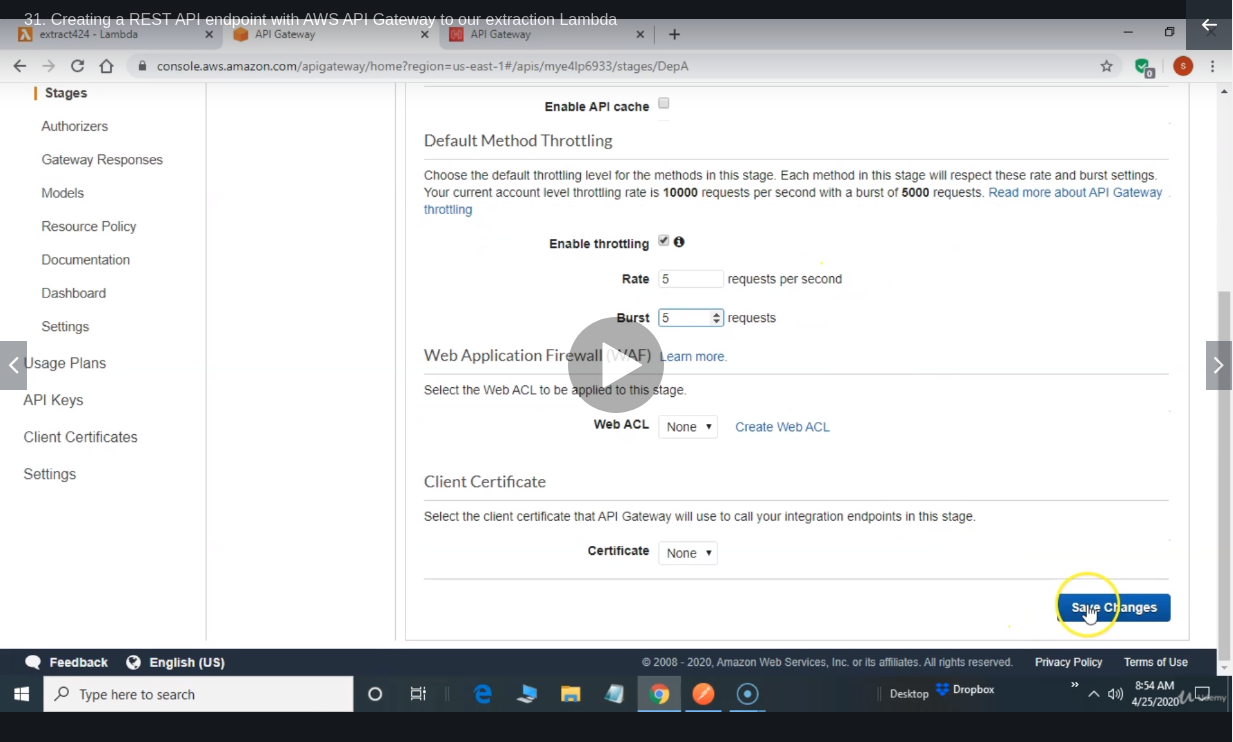 31. Creating a REST API endpoint with AWS API Gateway to our extraction Lambda
extract424 - Lambda
API Gateway
API Gateway
console.aws.amazon.com/apigateway/home?region=us-east-1#/apis/mye4lp6933/stages/DepA
0
S
Stages
Authorizers
Gateway Responses
Models
Resource Policy
Documentation
Dashboard
Settings
Usage Plans
API Keys
Client Certificates
Settings
Enable API cache
Default Method Throttling
Choose the default throttling level for the methods in this stage. Each method in this stage will respect these rate and burst settings.
Your current account level throttling rate is 10000 requests per second with a burst of 5000 requests. Read more about API Gateway
throttling
Enable throttling
Rate 5 requests per second
Burst 5 requests
Web Application Firewall (WAF) Learn more.
Select the Web ACL to be applied to this stage.
Web ACL None Create Web ACL
Client Certificate
Select the client certificate that API Gateway will use to call your integration endpoints in this stage.
Certificate None
Save Changes
Feedback English (US)
© 2008 - 2020, Amazon Web Services, Inc. or its affiliates. All rights reserved. Privacy Policy Terms of Use
Type here to search
Desktop
Dropbox
8:54 AM
4/25/2020
Udemy